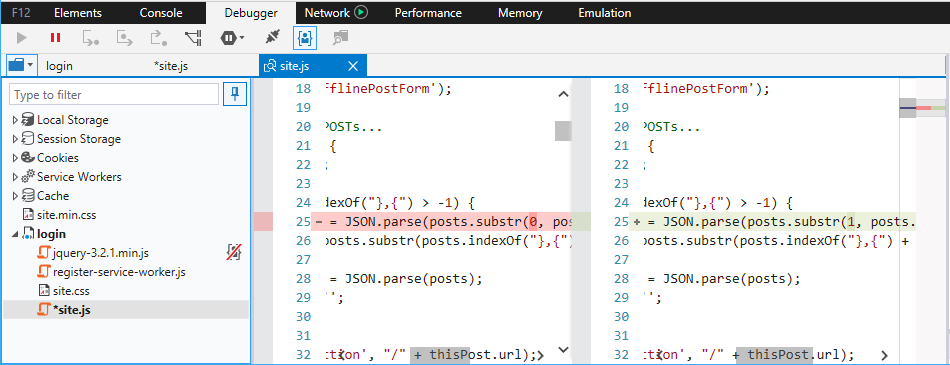 F12 Elements Console Debugger Network Performance Memory Emulation
login *site.js site.js
Type to filter
Local Storage
Session Storage
Cookies
Service Workers
Cache
site.min.css
login
jquery-3.2.1.min.js
register-service-worker.js
site.css
*site.js
18 fflinePostForm');
19
20 POSTs...
21 {
22 ;
23
24 dexOf("},{") > -1) {
25 − = JSON.parse(posts.substr(0, pos
26 posts.substr(posts.indexOf("},{")
27
28 = JSON.parse(posts);
29 '';
30
31
32 ction', "/" + thisPost.url);
18 fflinePostForm');
19
20 POSTs...
21 {
22 ;
23
24 dexOf("},{") > -1) {
25 + = JSON.parse(posts.substr(1, posts.
26 posts.substr(posts.indexOf("},{") +
27
28 = JSON.parse(posts);
29 '';
30
31
32 ction', "/" + thisPost.url);